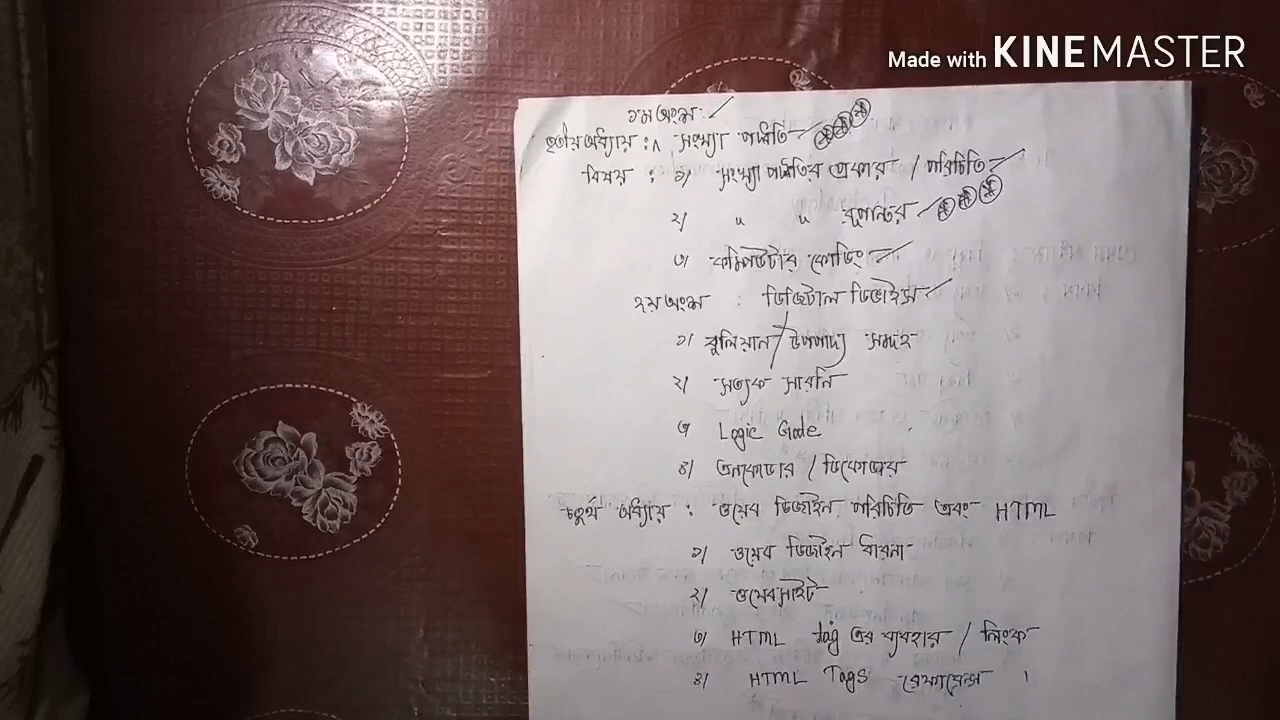 Made with KINEMASTER
১ম অংশ :
তৃতীয় অধ্যায় : সংখ্যা পদ্ধতি
বিষয় : ১/ সংখ্যা পদ্ধতির প্রকার / পরিচিতি
২/ " " রূপান্তর
৩/ কম্পিউটার কোডিং
২য় অংশ : ডিজিটাল ডিভাইস
১/ বুলিয়ান / উপপাদ্য সমূহ
২/ সত্যক সারনি
৩/ Logic Gode
৪/ এনকোডার / ডিকোডার
চতুর্থ অধ্যায় : ওয়েব ডিজাইন পরিচিতি এবং HTML
১/ ওয়েব ডিজাইন ধারনা
২/ ওয়েবসাইট
৩/ HTML tag এর ব্যবহার / লিংক
৪/ HTML Tags রেফারেন্স ।